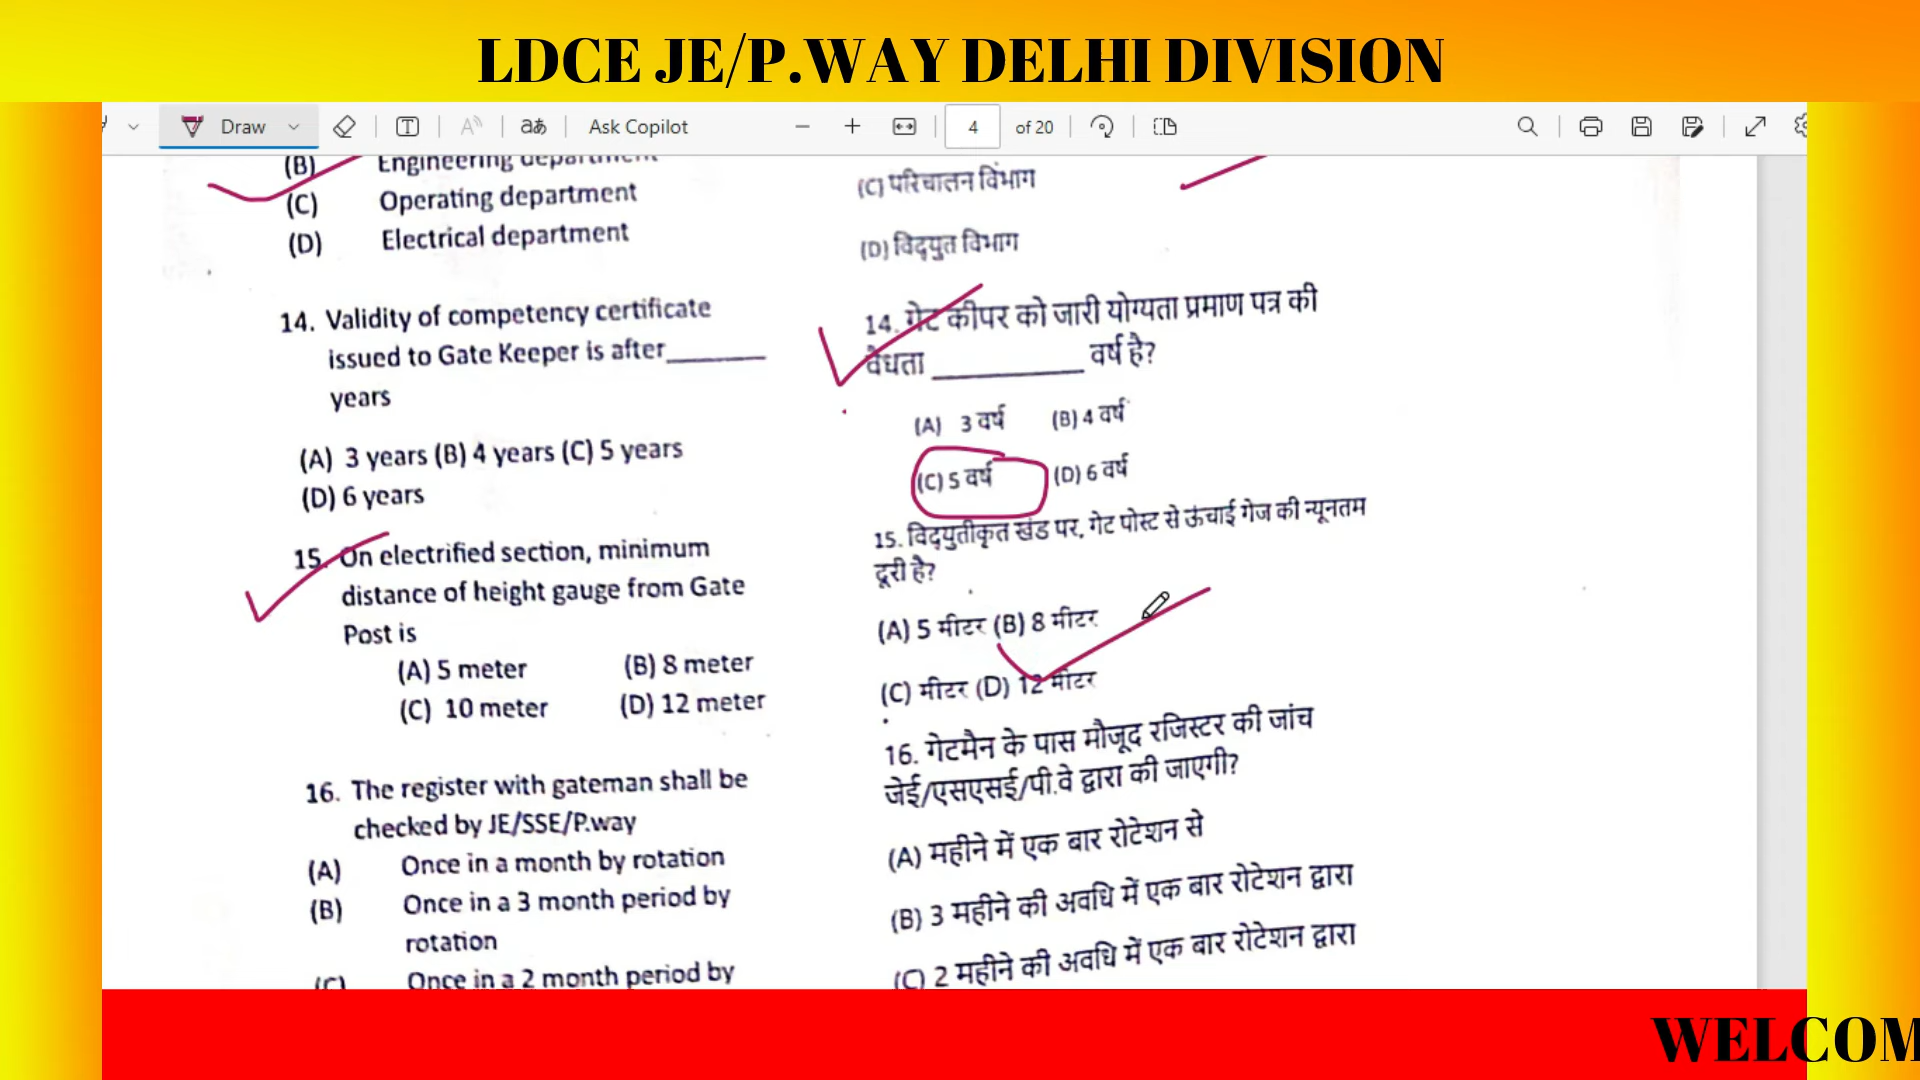 LDCE JE/P.WAY DELHI DIVISION
Draw
Ask Copilot
4 of 20
(B) Engineering department
(C) Operating department
(D) Electrical department
14. Validity of competency certificate
issued to Gate Keeper is after________
years
(A) 3 years (B) 4 years (C) 5 years
(D) 6 years
15. On electrified section, minimum
distance of height gauge from Gate
Post is
(A) 5 meter (B) 8 meter
(C) 10 meter (D) 12 meter
16. The register with gateman shall be
checked by JE/SSE/P.way
(A) Once in a month by rotation
(B) Once in a 3 month period by
rotation
(C) Once in a 2 month period by
(C) परिचालन विभाग
(D) विद्युत विभाग
14. गेट कीपर को जारी योग्यता प्रमाण पत्र की
वैधता ____________ वर्ष है?
(A) 3 वर्ष (B) 4 वर्ष
(C) 5 वर्ष (D) 6 वर्ष
15. विद्युतीकृत खंड पर, गेट पोस्ट से ऊंचाई गेज की न्यूनतम
दूरी है?
(A) 5 मीटर (B) 8 मीटर
(C) मीटर (D) 12 मीटर
16. गेटमैन के पास मौजूद रजिस्टर की जांच
जेई/एसएसई/पी.वे द्वारा की जाएगी?
(A) महीने में एक बार रोटेशन से
(B) 3 महीने की अवधि में एक बार रोटेशन द्वारा
(C) 2 महीने की अवधि में एक बार रोटेशन द्वारा
WELCOM